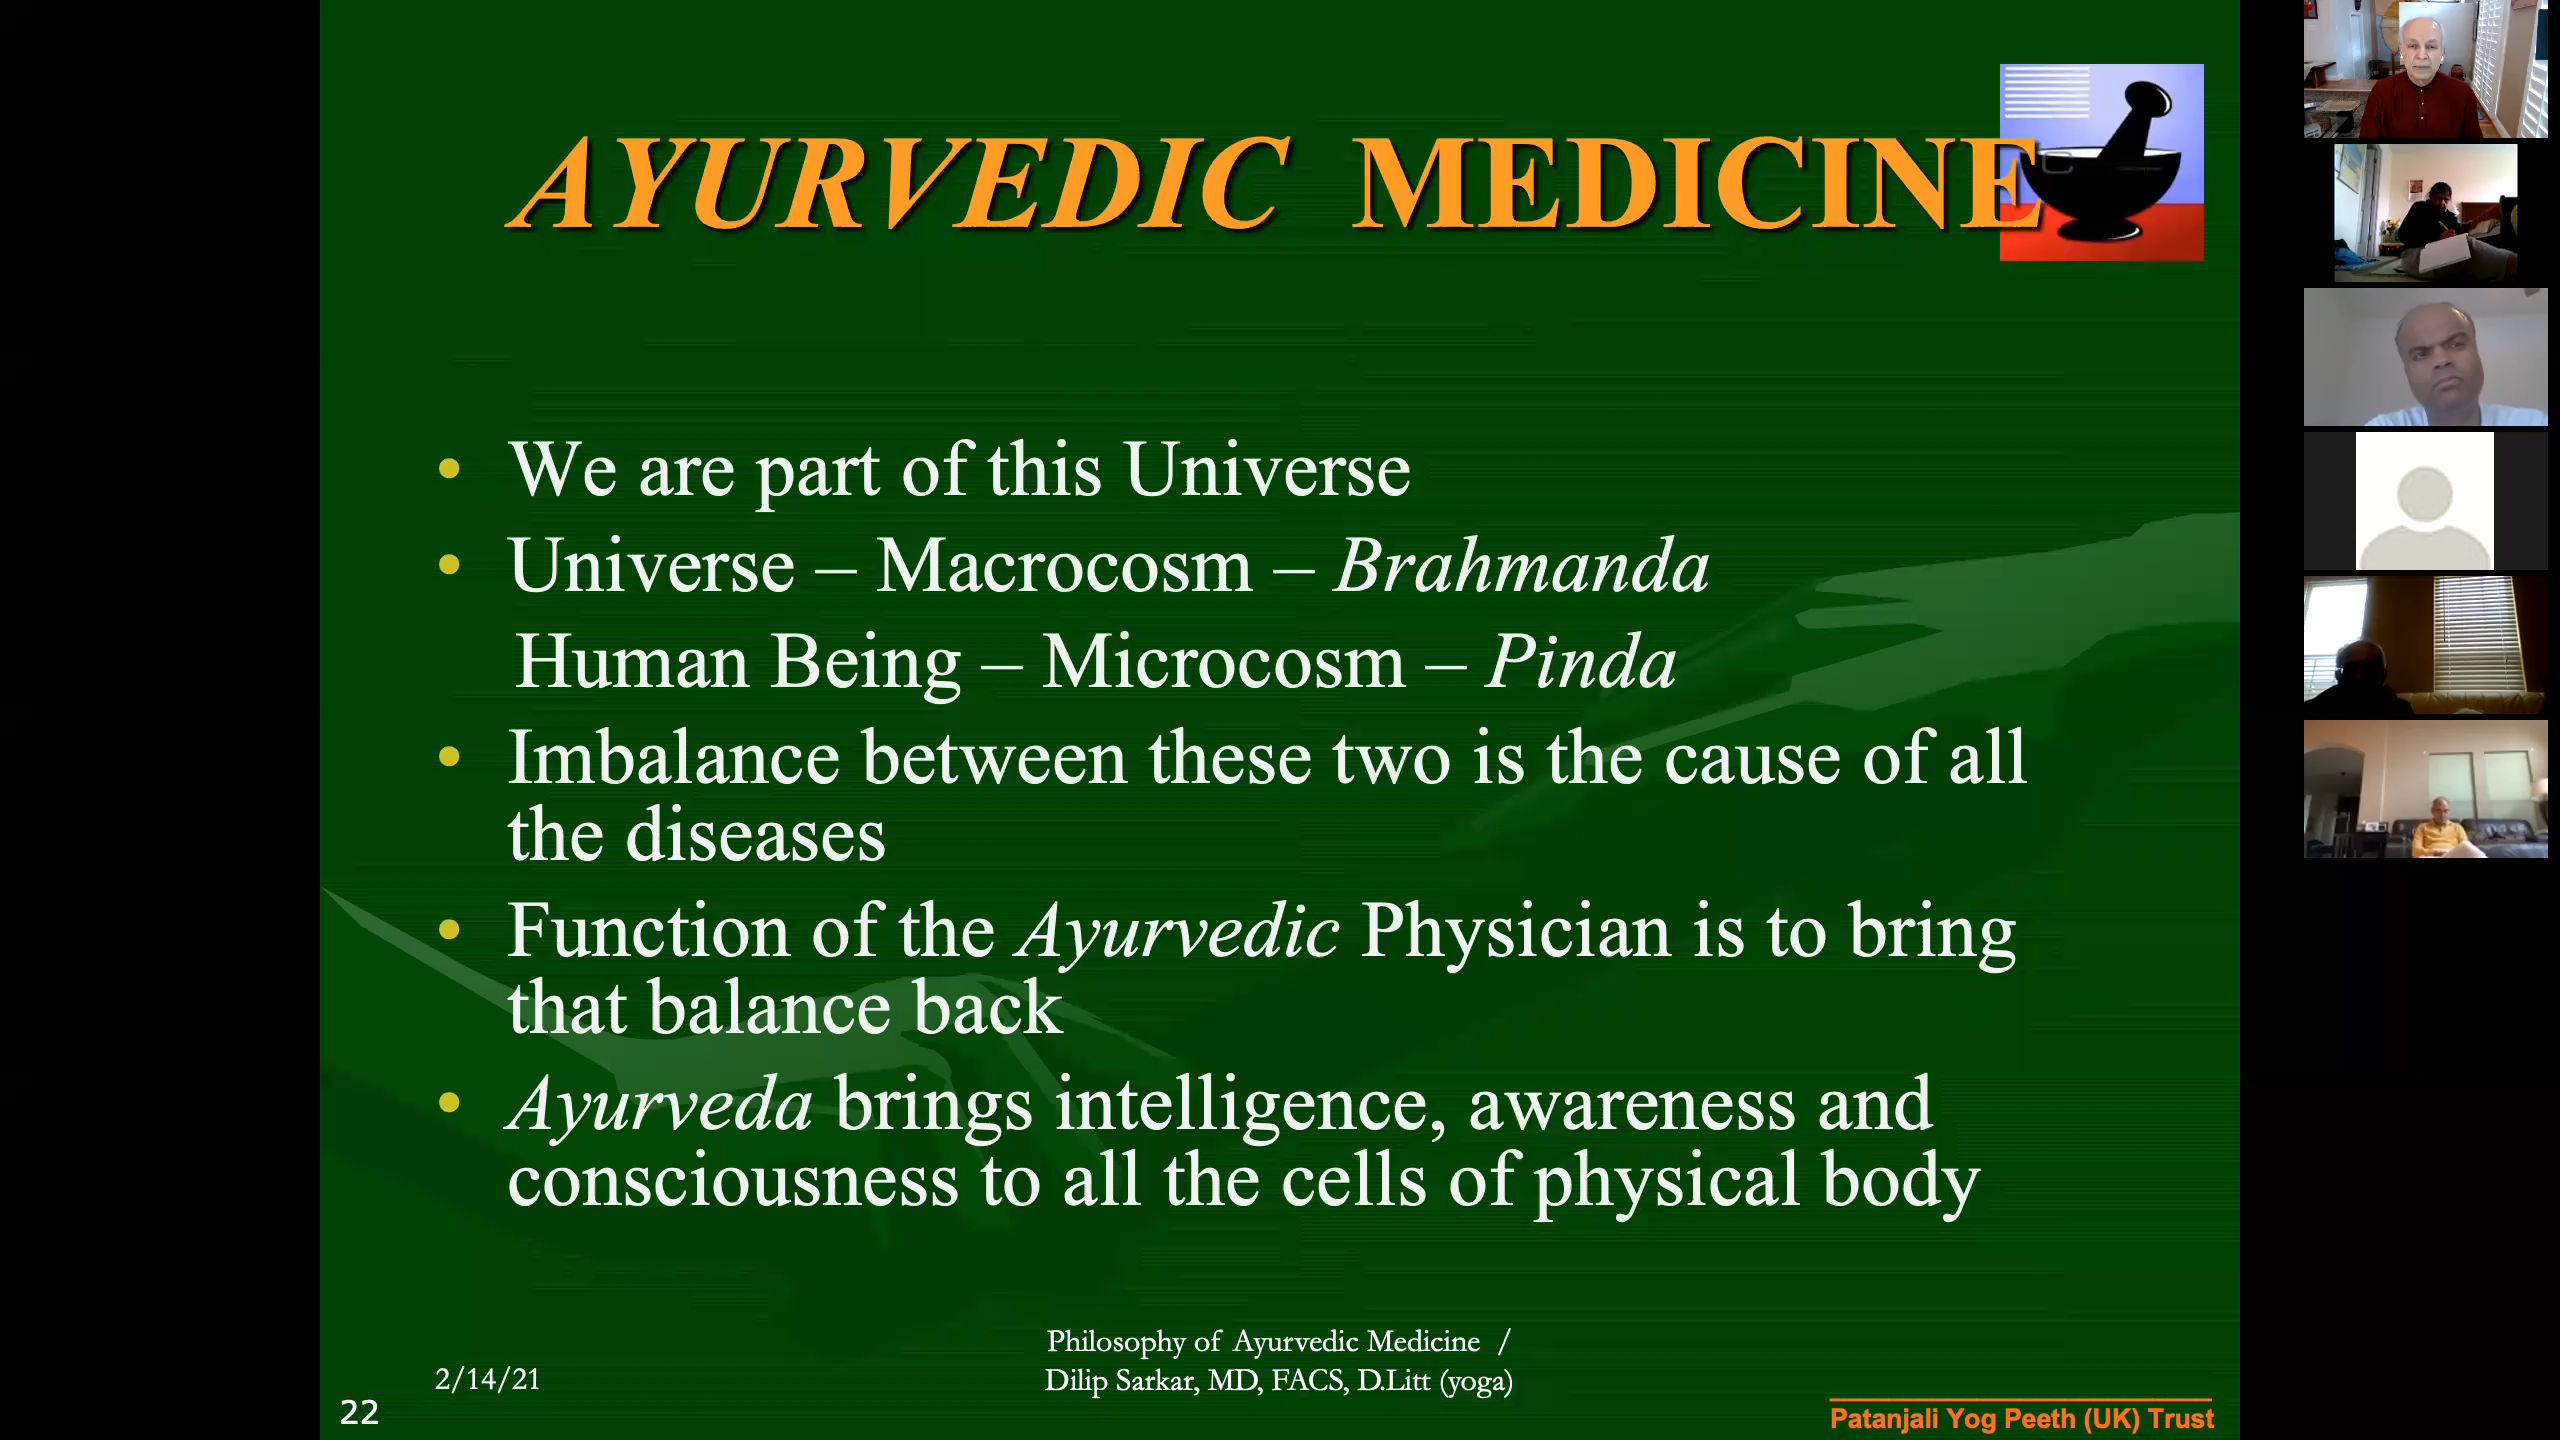 AYURVEDIC MEDICINE
• We are part of this Universe
• Universe – Macrocosm – Brahmanda
Human Being – Microcosm – Pinda
• Imbalance between these two is the cause of all
the diseases
• Function of the Ayurvedic Physician is to bring
that balance back
• Ayurveda brings intelligence, awareness and
consciousness to all the cells of physical body
Philosophy of Ayurvedic Medicine /
Dilip Sarkar, MD, FACS, D.Litt (yoga)
2/14/21
22
Patanjali Yog Peeth (UK) Trust